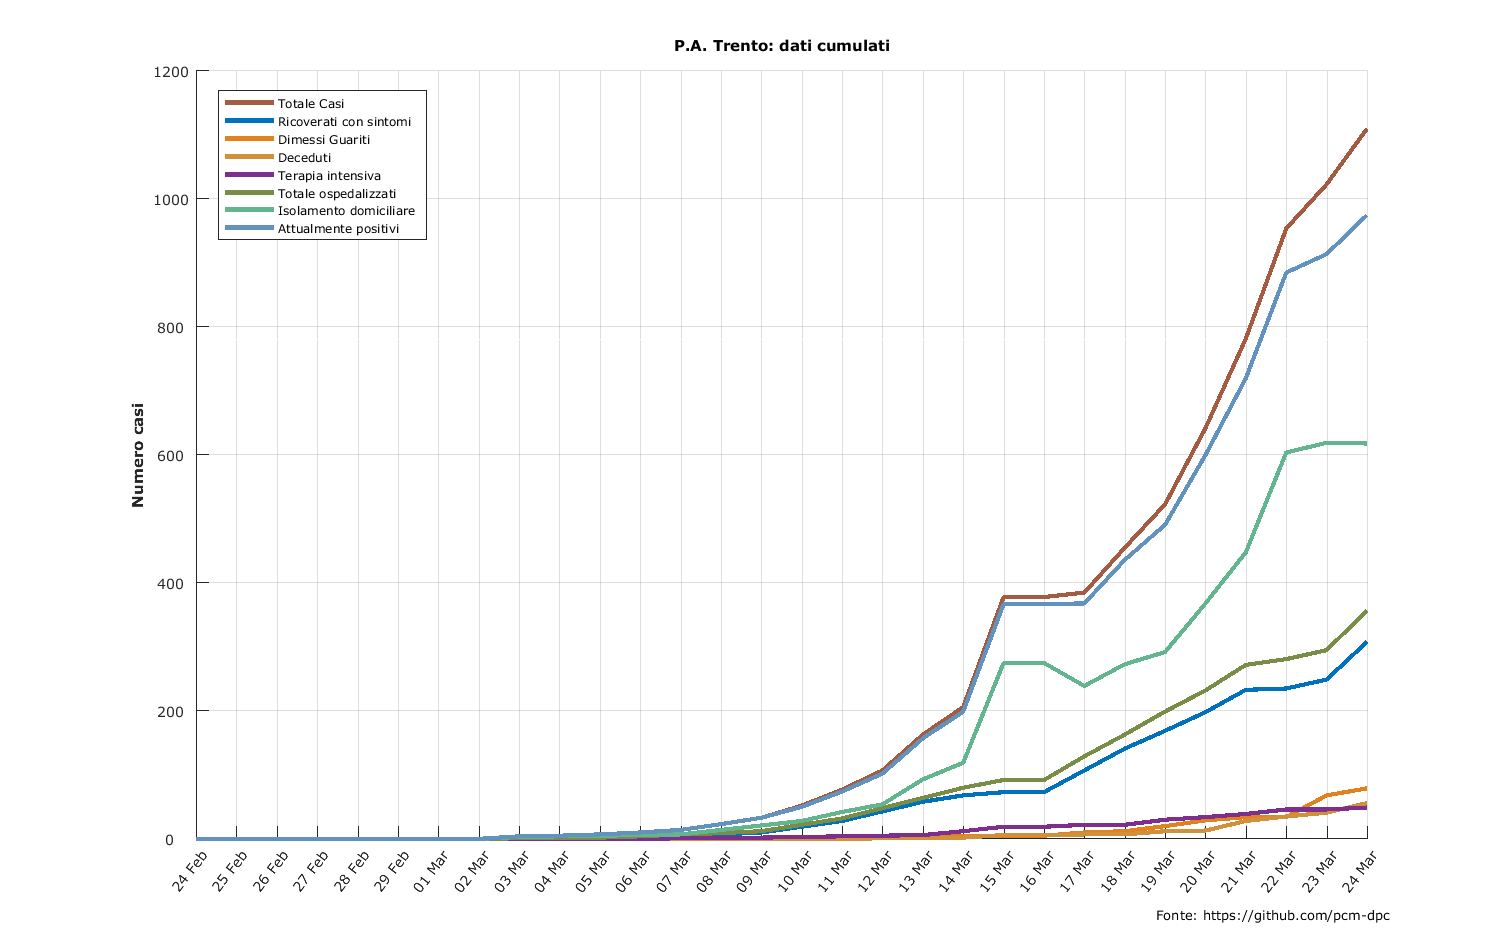 P.A. Trento: dati cumulati
1200
1000
800
600
400
200
0
Numero casi
Totale Casi
Ricoverati con sintomi
Dimessi Guariti
Deceduti
Terapia intensiva
Totale ospedalizzati
Isolamento domiciliare
Attualmente positivi
24 Feb
25 Feb
26 Feb
27 Feb
28 Feb
29 Feb
01 Mar
02 Mar
03 Mar
04 Mar
05 Mar
06 Mar
07 Mar
08 Mar
09 Mar
10 Mar
11 Mar
12 Mar
13 Mar
14 Mar
15 Mar
16 Mar
17 Mar
18 Mar
19 Mar
20 Mar
21 Mar
22 Mar
23 Mar
24 Mar
Fonte: https://github.com/pcm-dpc